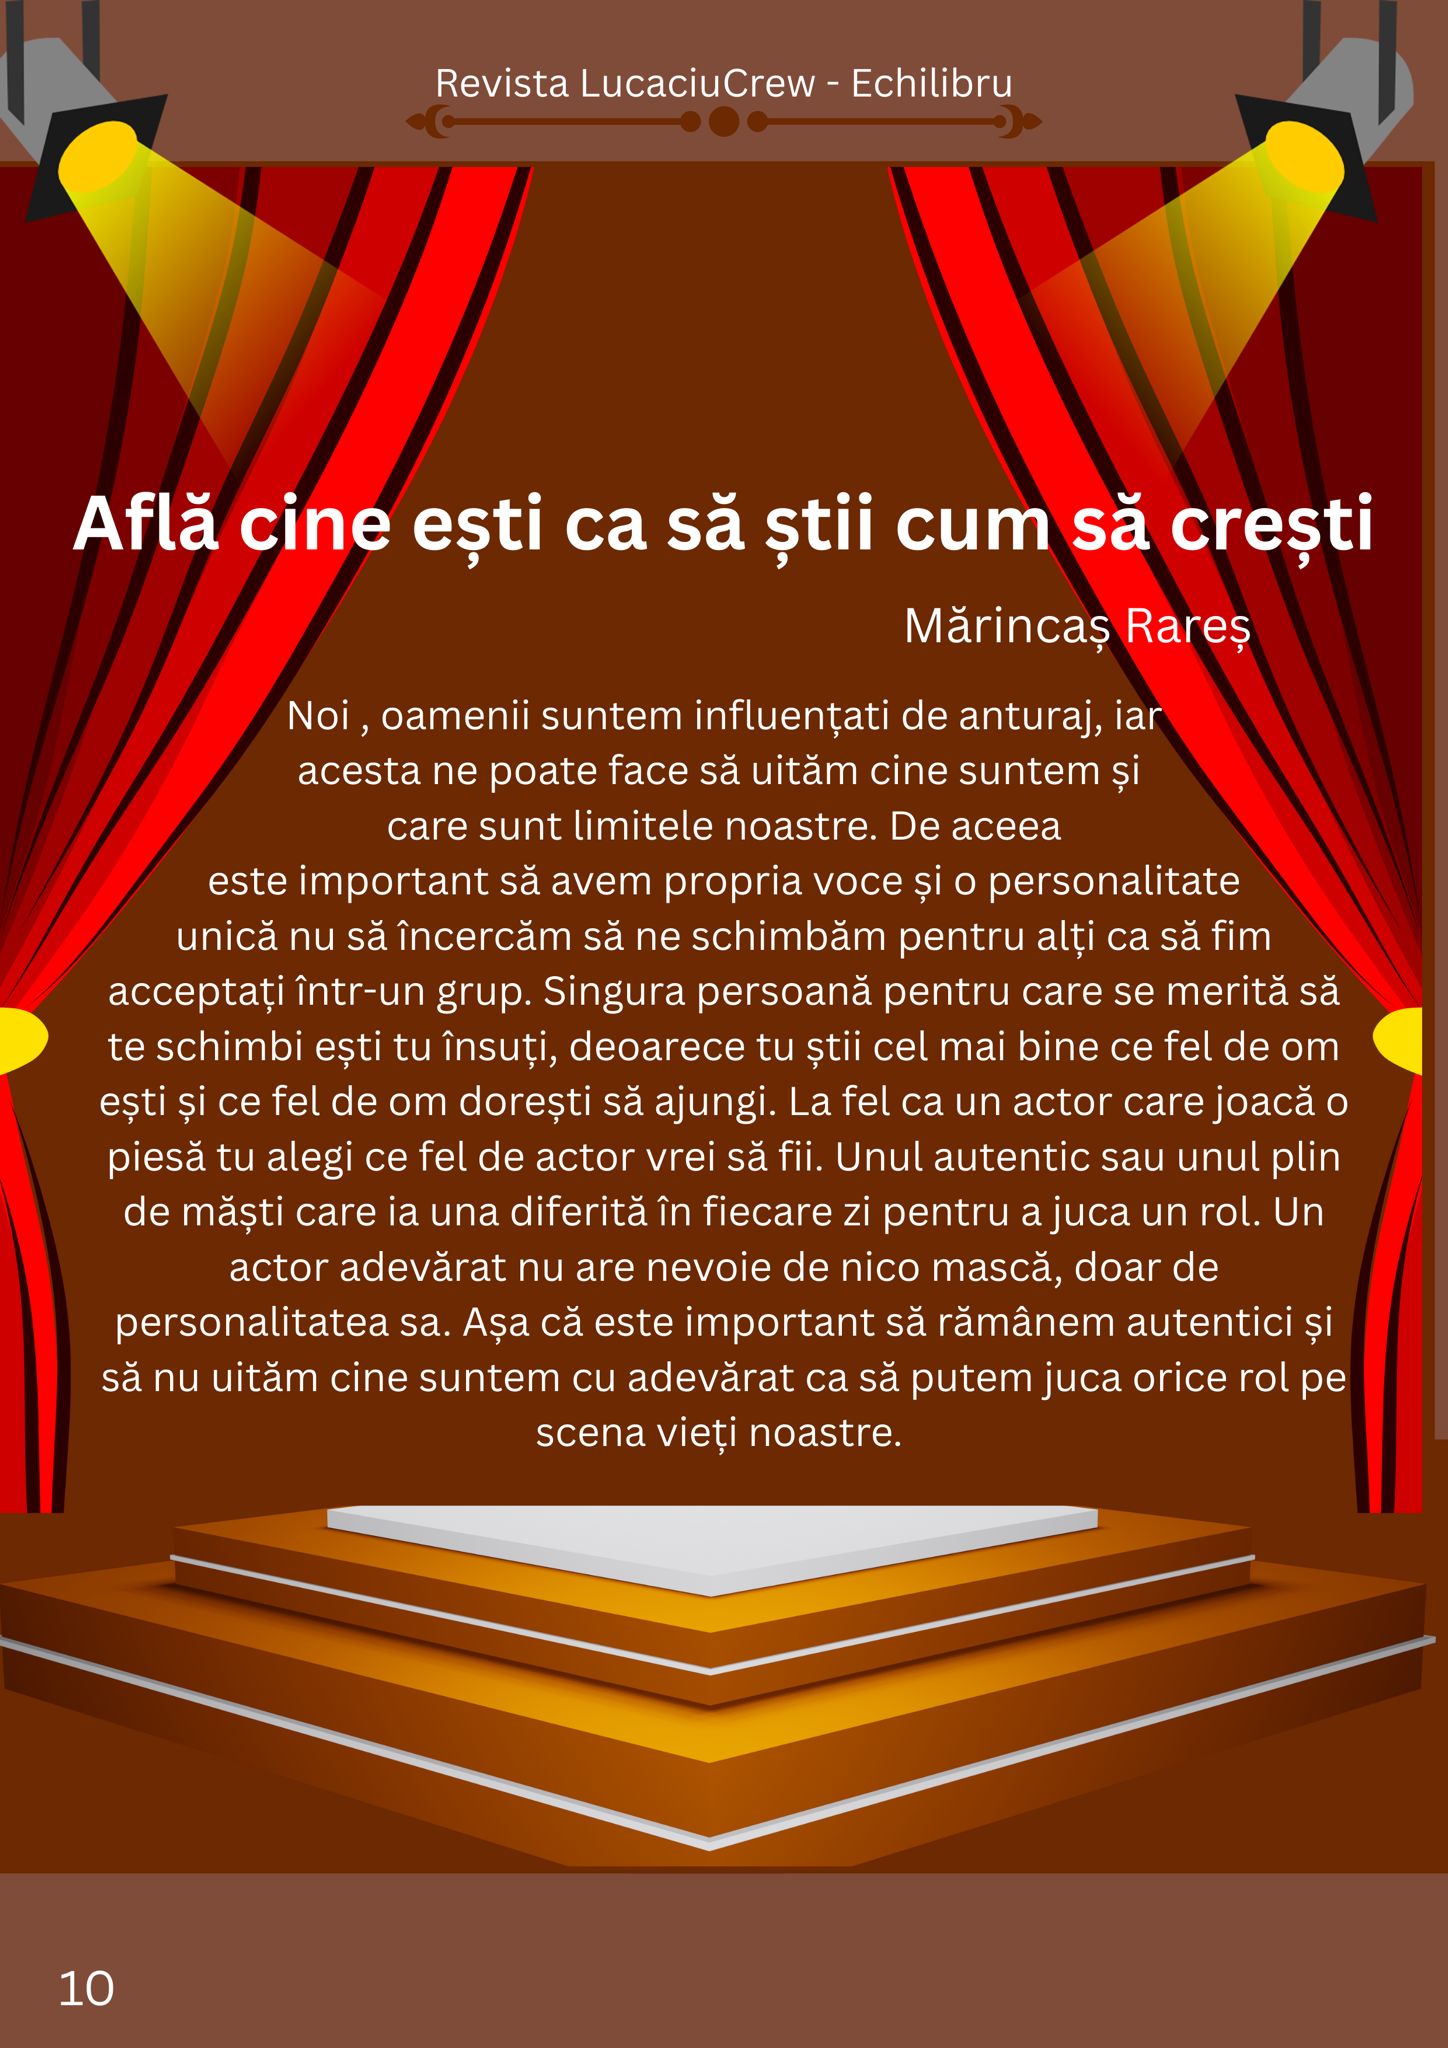 Revista LucaciuCrew - Echilibru
Află cine ești ca să știi cum să crești
Mărincaș Rareș
Noi , oamenii suntem influențati de anturaj, iar
acesta ne poate face să uităm cine suntem și
care sunt limitele noastre. De aceea
este important să avem propria voce și o personalitate
unică nu să încercăm să ne schimbăm pentru alți ca să fim
acceptați într-un grup. Singura persoană pentru care se merită să
te schimbi ești tu însuți, deoarece tu știi cel mai bine ce fel de om
ești și ce fel de om dorești să ajungi. La fel ca un actor care joacă o
piesă tu alegi ce fel de actor vrei să fii. Unul autentic sau unul plin
de măști care ia una diferită în fiecare zi pentru a juca un rol. Un
actor adevărat nu are nevoie de nico mască, doar de
personalitatea sa. Așa că este important să rămânem autentici și
să nu uităm cine suntem cu adevărat ca să putem juca orice rol pe
scena vieți noastre.
10